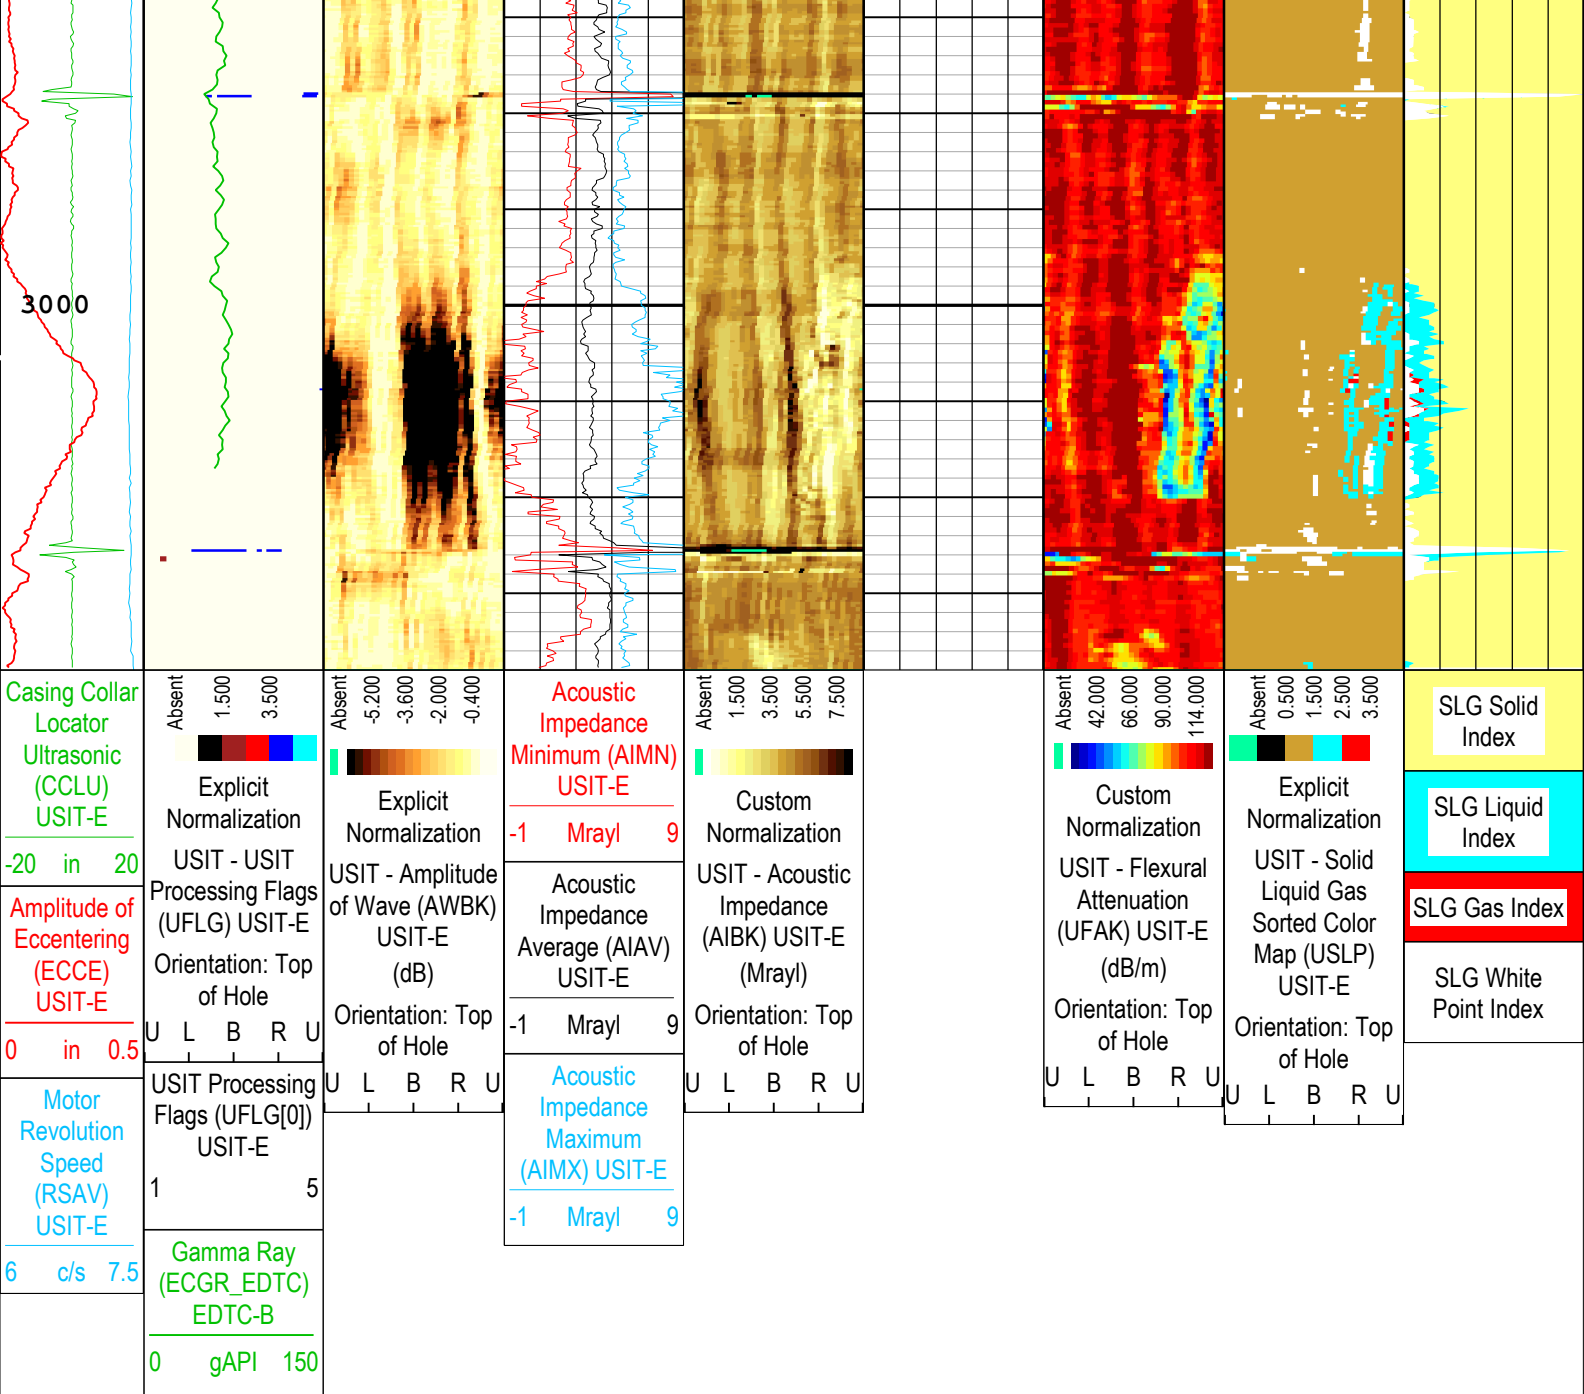 3000
Casing Collar
Locator
Ultrasonic
(CCLU)
USIT-E
-20 in 20
Amplitude of
Eccentering
(ECCE)
USIT-E
0 in 0.5
Motor
Revolution
Speed
(RSAV)
USIT-E
6 c/s 7.5
Absent 1.500 3.500
Explicit
Normalization
USIT - USIT
Processing Flags
(UFLG) USIT-E
Orientation: Top
of Hole
U L B R U
USIT Processing
Flags (UFLG[0])
USIT-E
1 5
Gamma Ray
(ECGR_EDTC)
EDTC-B
0 gAPI 150
Absent -5.200 -3.600 -2.000 -0.400
Explicit
Normalization
USIT - Amplitude
of Wave (AWBK)
USIT-E
(dB)
Orientation: Top
of Hole
U L B R U
Acoustic
Impedance
Minimum (AIMN)
USIT-E
-1 Mrayl 9
Acoustic
Impedance
Average (AIAV)
USIT-E
-1 Mrayl 9
Acoustic
Impedance
Maximum
(AIMX) USIT-E
-1 Mrayl 9
Absent 1.500 3.500 5.500 7.500
Custom
Normalization
USIT - Acoustic
Impedance
(AIBK) USIT-E
(Mrayl)
Orientation: Top
of Hole
U L B R U
Absent 42.000 66.000 90.000 114.000
Custom
Normalization
USIT - Flexural
Attenuation
(UFAK) USIT-E
(dB/m)
Orientation: Top
of Hole
U L B R U
Absent 0.500 1.500 2.500 3.500
Explicit
Normalization
USIT - Solid
Liquid Gas
Sorted Color
Map (USLP)
USIT-E
Orientation: Top
of Hole
U L B R U
SLG Solid
Index
SLG Liquid
Index
SLG Gas Index
SLG White
Point Index